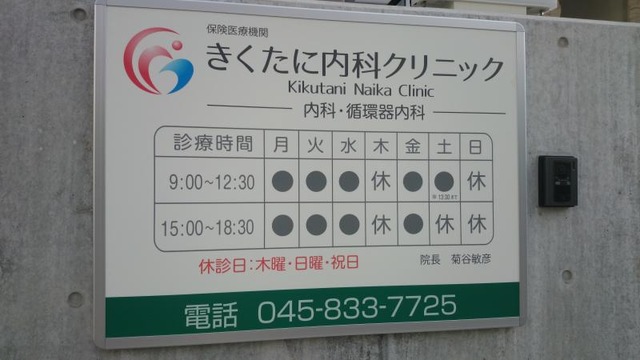 保険医療機関
きくたに内科クリニック
Kikutani Naika Clinic
内科・循環器内科
診療時間 月 火 水 木 金 土 日
9:00~12:30 ● ● ● 休 ● ● 休
15:00~18:30 ● ● ● 休 ● 休 休
休診日:木曜・日曜・祝日
院長 菊谷敏彦
電話 045-833-7725